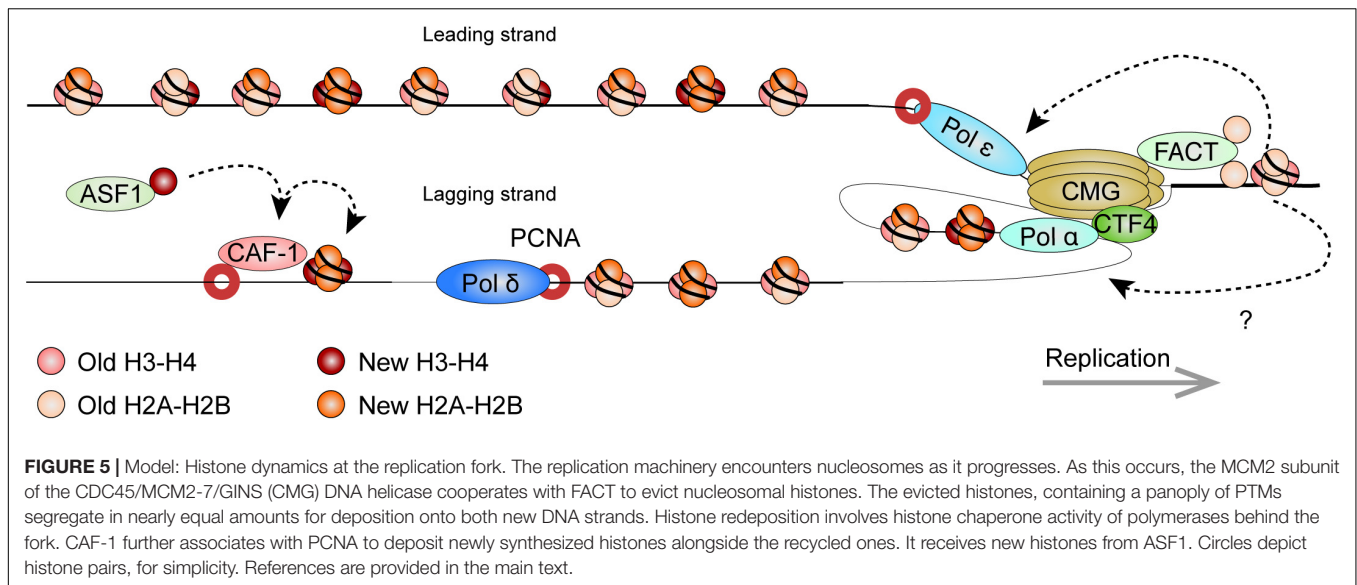 Leading strand
Pol ε
FACT
CMG
CTF4
Pol α
ASF1
Lagging strand
CAF-1
PCNA
Pol δ
?
Old H3-H4
New H3-H4
Replication
Old H2A-H2B
New H2A-H2B
FIGURE 5 | Model: Histone dynamics at the replication fork. The replication machinery encounters nucleosomes as it progresses. As this occurs, the MCM2 subunit
of the CDC45/MCM2-7/GINS (CMG) DNA helicase cooperates with FACT to evict nucleosomal histones. The evicted histones, containing a panoply of PTMs
segregate in nearly equal amounts for deposition onto both new DNA strands. Histone redeposition involves histone chaperone activity of polymerases behind the
fork. CAF-1 further associates with PCNA to deposit newly synthesized histones alongside the recycled ones. It receives new histones from ASF1. Circles depict
histone pairs, for simplicity. References are provided in the main text.